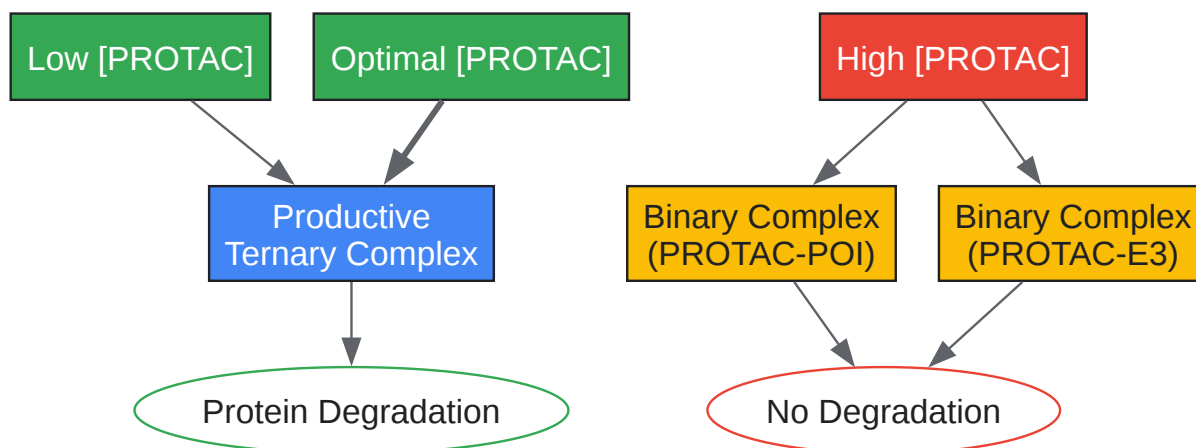 Low [PROTAC]
Optimal [PROTAC]
High [PROTAC]
Productive
Ternary Complex
Binary Complex
(PROTAC-POI)
Binary Complex
(PROTAC-E3)
Protein Degradation
No Degradation